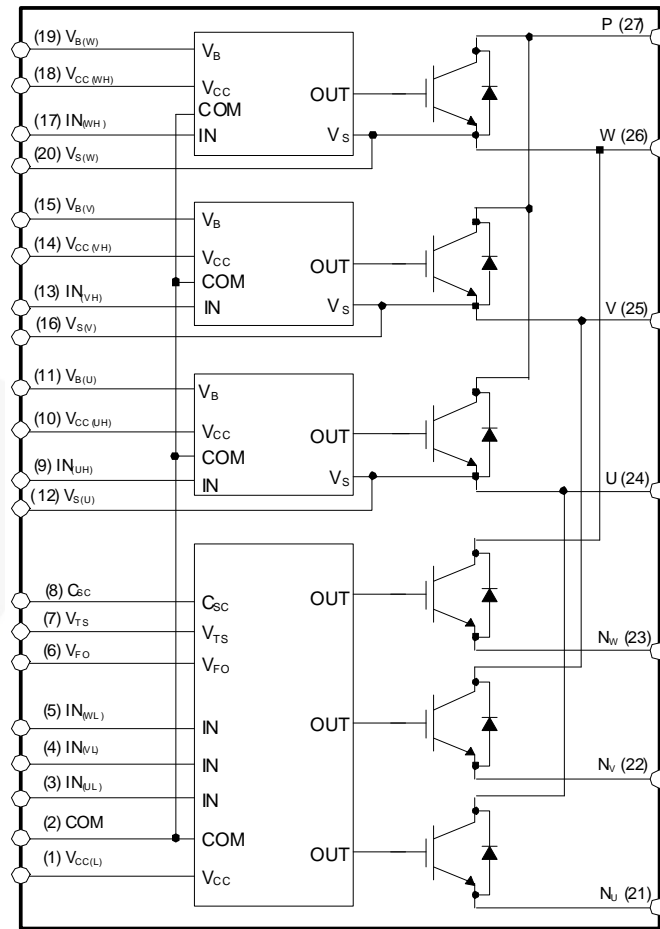 (19) VB(W)
VB
P (27)
(18) VCC(WH)
VCC
OUT
COM
(17) IN(WH)
IN
VS
W (26)
(20) VS(W)
(15) VB(V)
VB
(14) VCC(VH)
VCC
OUT
COM
(13) IN(VH)
IN
VS
V (25)
(16) VS(V)
(11) VB(U)
VB
(10) VCC(UH)
VCC
OUT
COM
(9) IN(UH)
IN
VS
U (24)
(12) VS(U)
(8) CSC
CSC
OUT
(7) VTS
VTS
(6) VFO
VFO
NW (23)
(5) IN(WL)
IN
OUT
(4) IN(VL)
IN
NV (22)
(3) IN(UL)
IN
(2) COM
COM
OUT
(1) VCC(L)
VCC
NU (21)